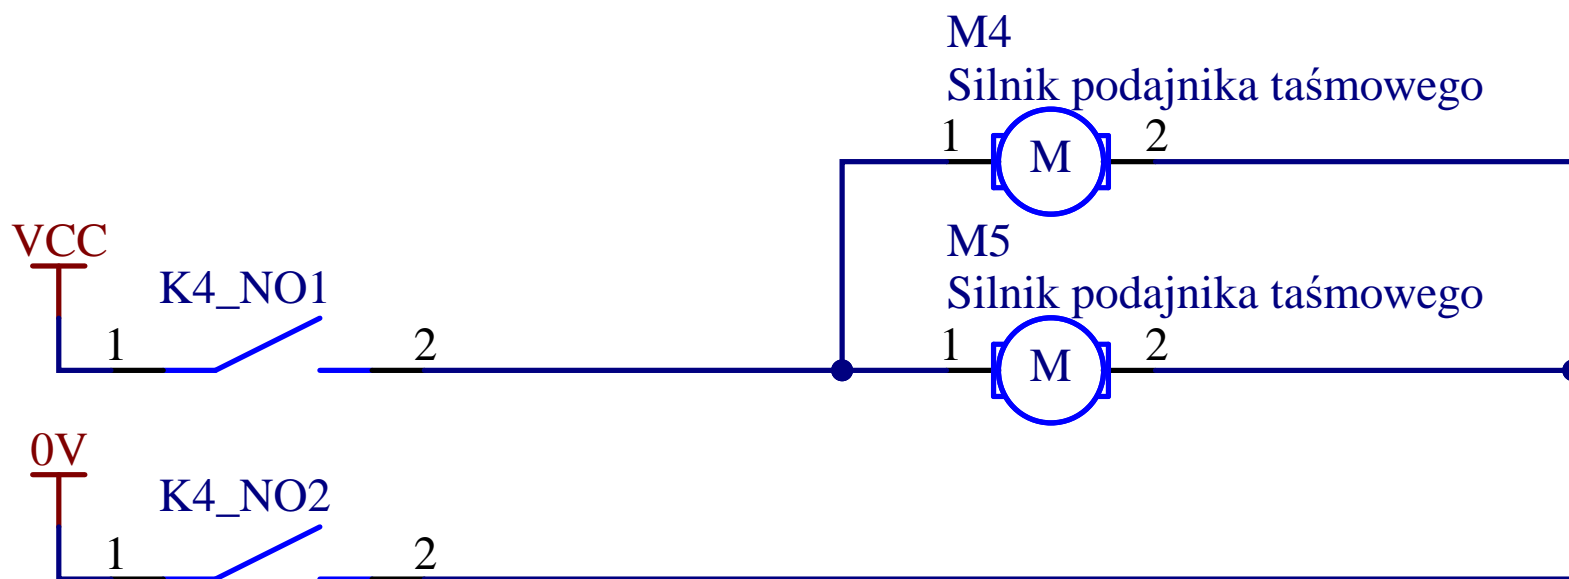 M4
Silnik podajnika taśmowego
1 M 2
VCC
M5
K4_NO1
Silnik podajnika taśmowego
1 2 1 M 2
0V
K4_NO2
1 2